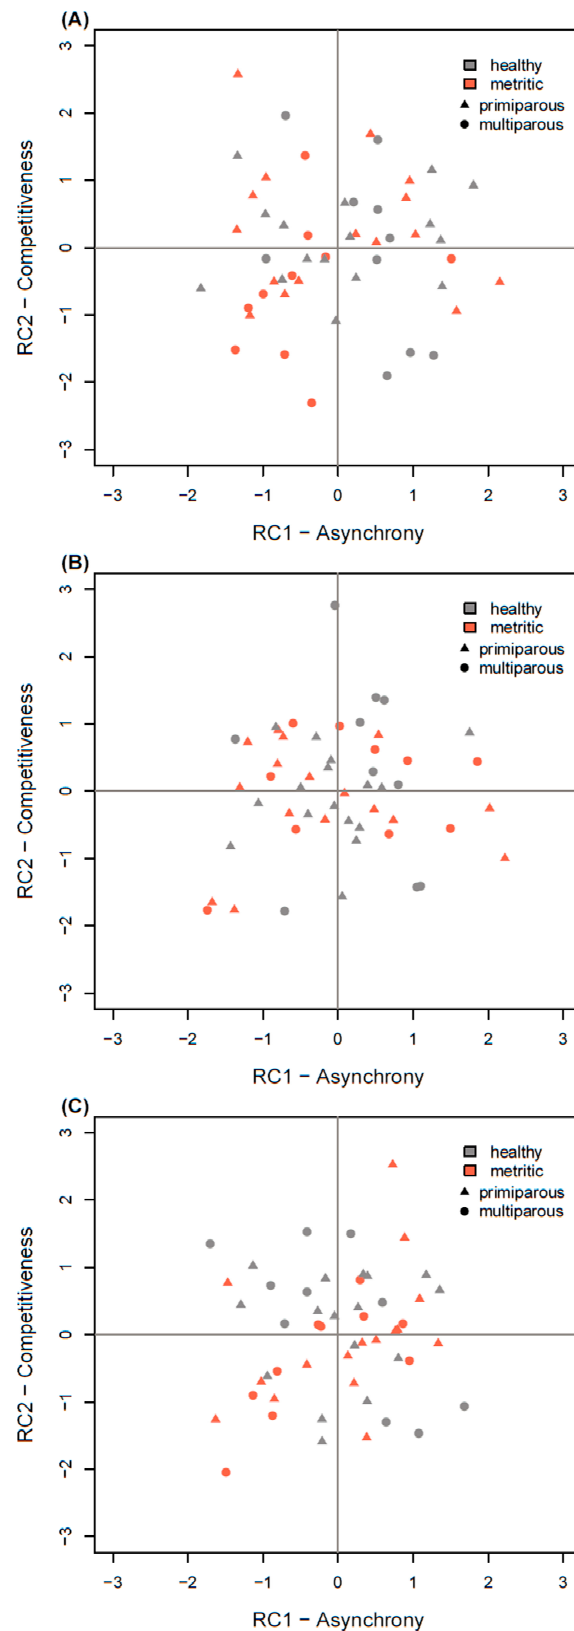 (A)
3
2
1
0
−1
−2
−3
RC2 − Competitiveness
healthy
metritic
primiparous
multiparous
−3 −2 −1 0 1 2 3
RC1 − Asynchrony
(B)
3
2
1
0
−1
−2
−3
RC2 − Competitiveness
healthy
metritic
primiparous
multiparous
−3 −2 −1 0 1 2 3
RC1 − Asynchrony
(C)
3
2
1
0
−1
−2
−3
RC2 − Competitiveness
healthy
metritic
primiparous
multiparous
−3 −2 −1 0 1 2 3
RC1 − Asynchrony